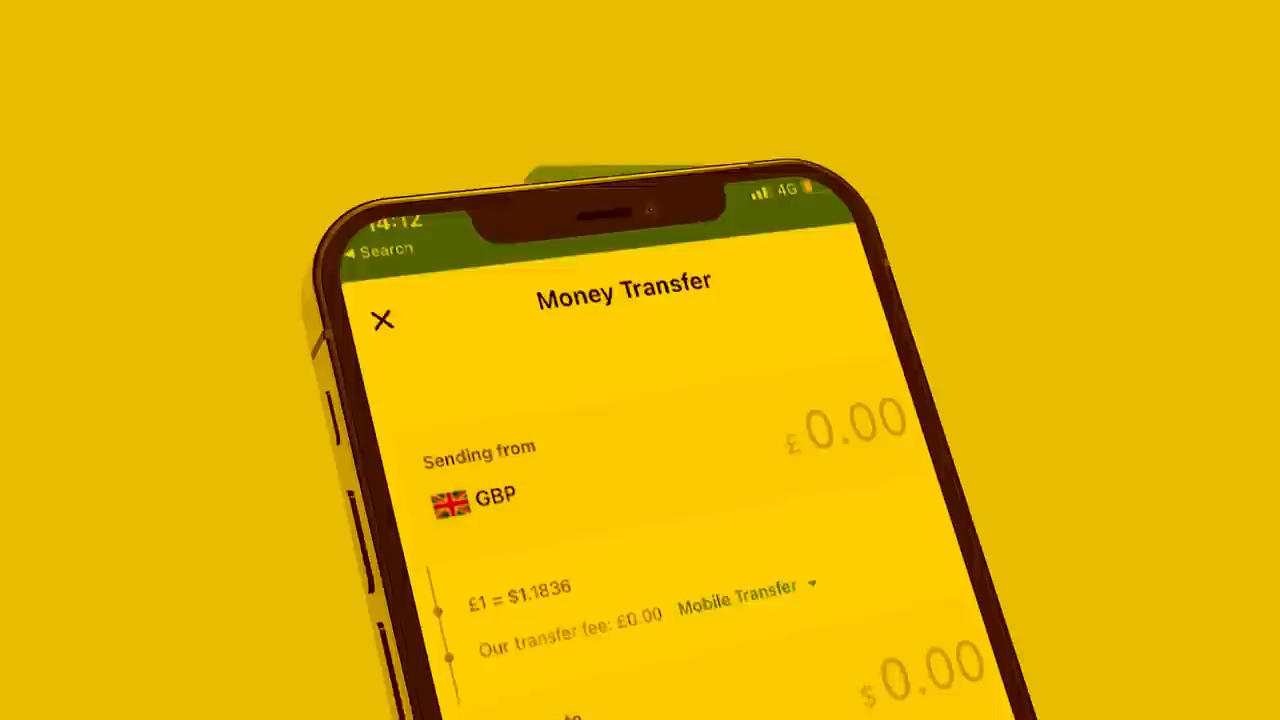 14:12
4G
Search
Money Transfer
Sending from
£0.00
GBP
£1 = $1.1836
Our transfer fee: £0.00 Mobile Transfer
$0.00